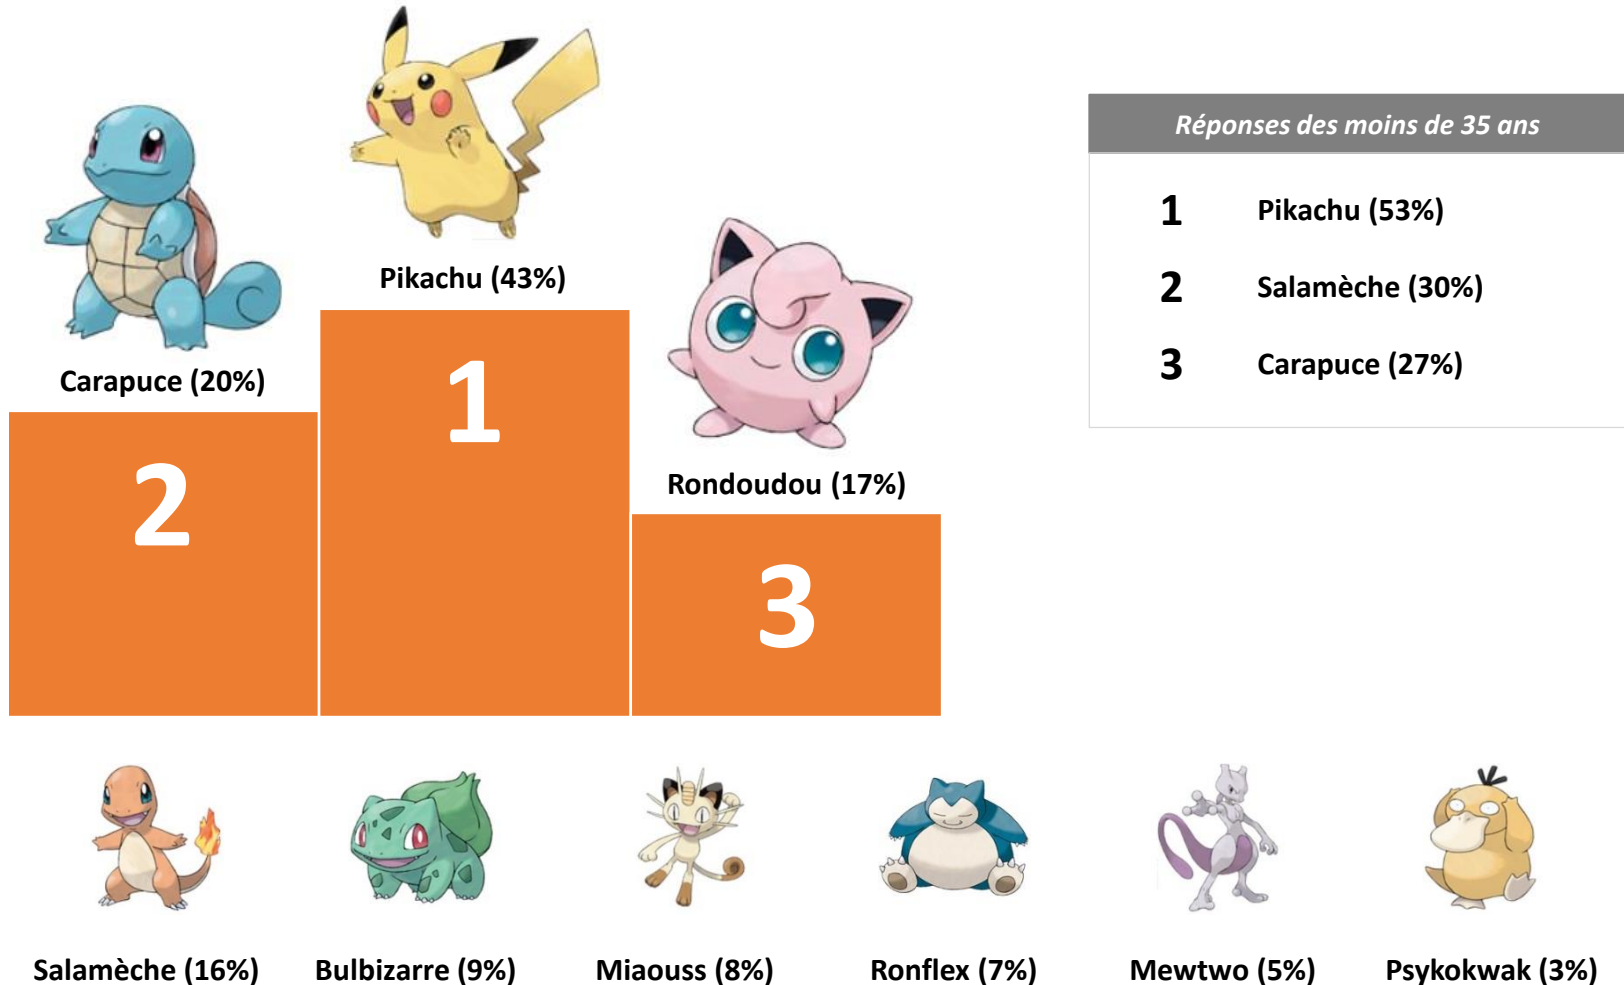 Pikachu (43%)
Carapuce (20%)
Rondoudou (17%)
1
2
3
Réponses des moins de 35 ans
1 Pikachu (53%)
2 Salamèche (30%)
3 Carapuce (27%)
Salamèche (16%)
Bulbizarre (9%)
Miaouss (8%)
Ronflex (7%)
Mewtwo (5%)
Psykokwak (3%)